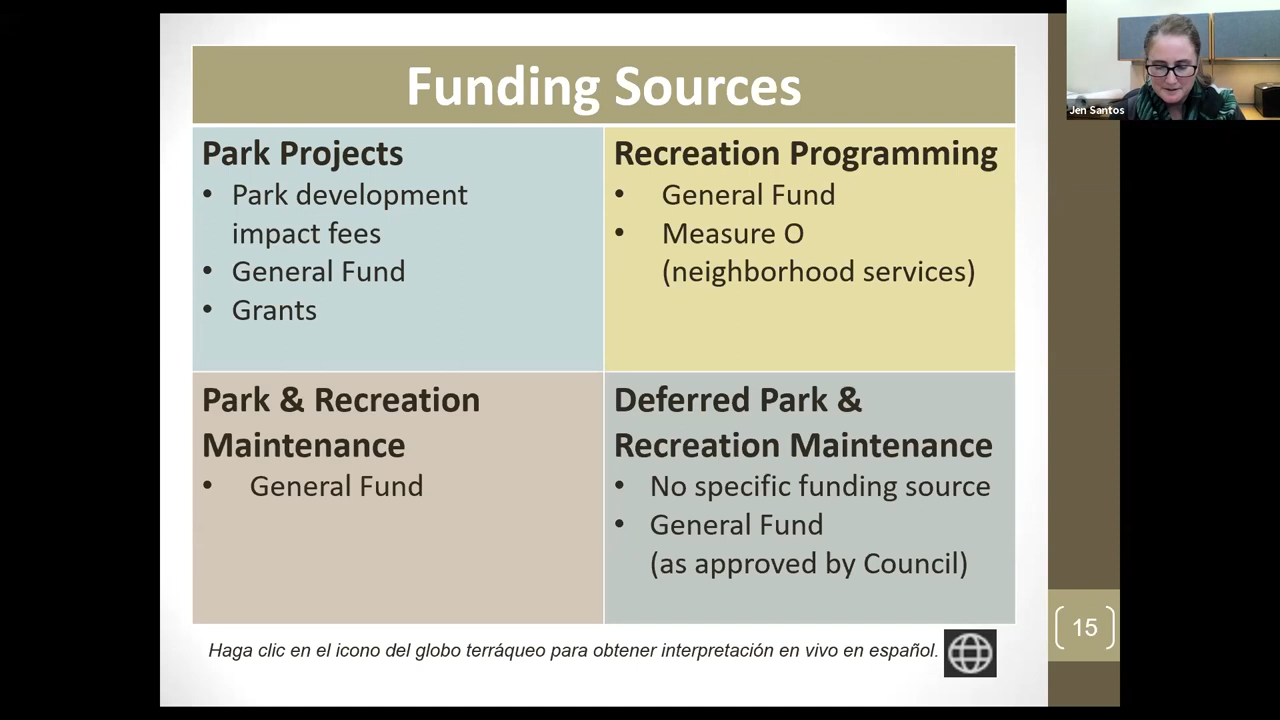 Funding Sources
Park Projects
• Park development
impact fees
• General Fund
• Grants
Recreation Programming
• General Fund
• Measure O
(neighborhood services)
Park & Recreation
Maintenance
• General Fund
Deferred Park &
Recreation Maintenance
• No specific funding source
• General Fund
(as approved by Council)
Haga clic en el icono del globo terráqueo para obtener interpretación en vivo en español.
15
Jen Santos